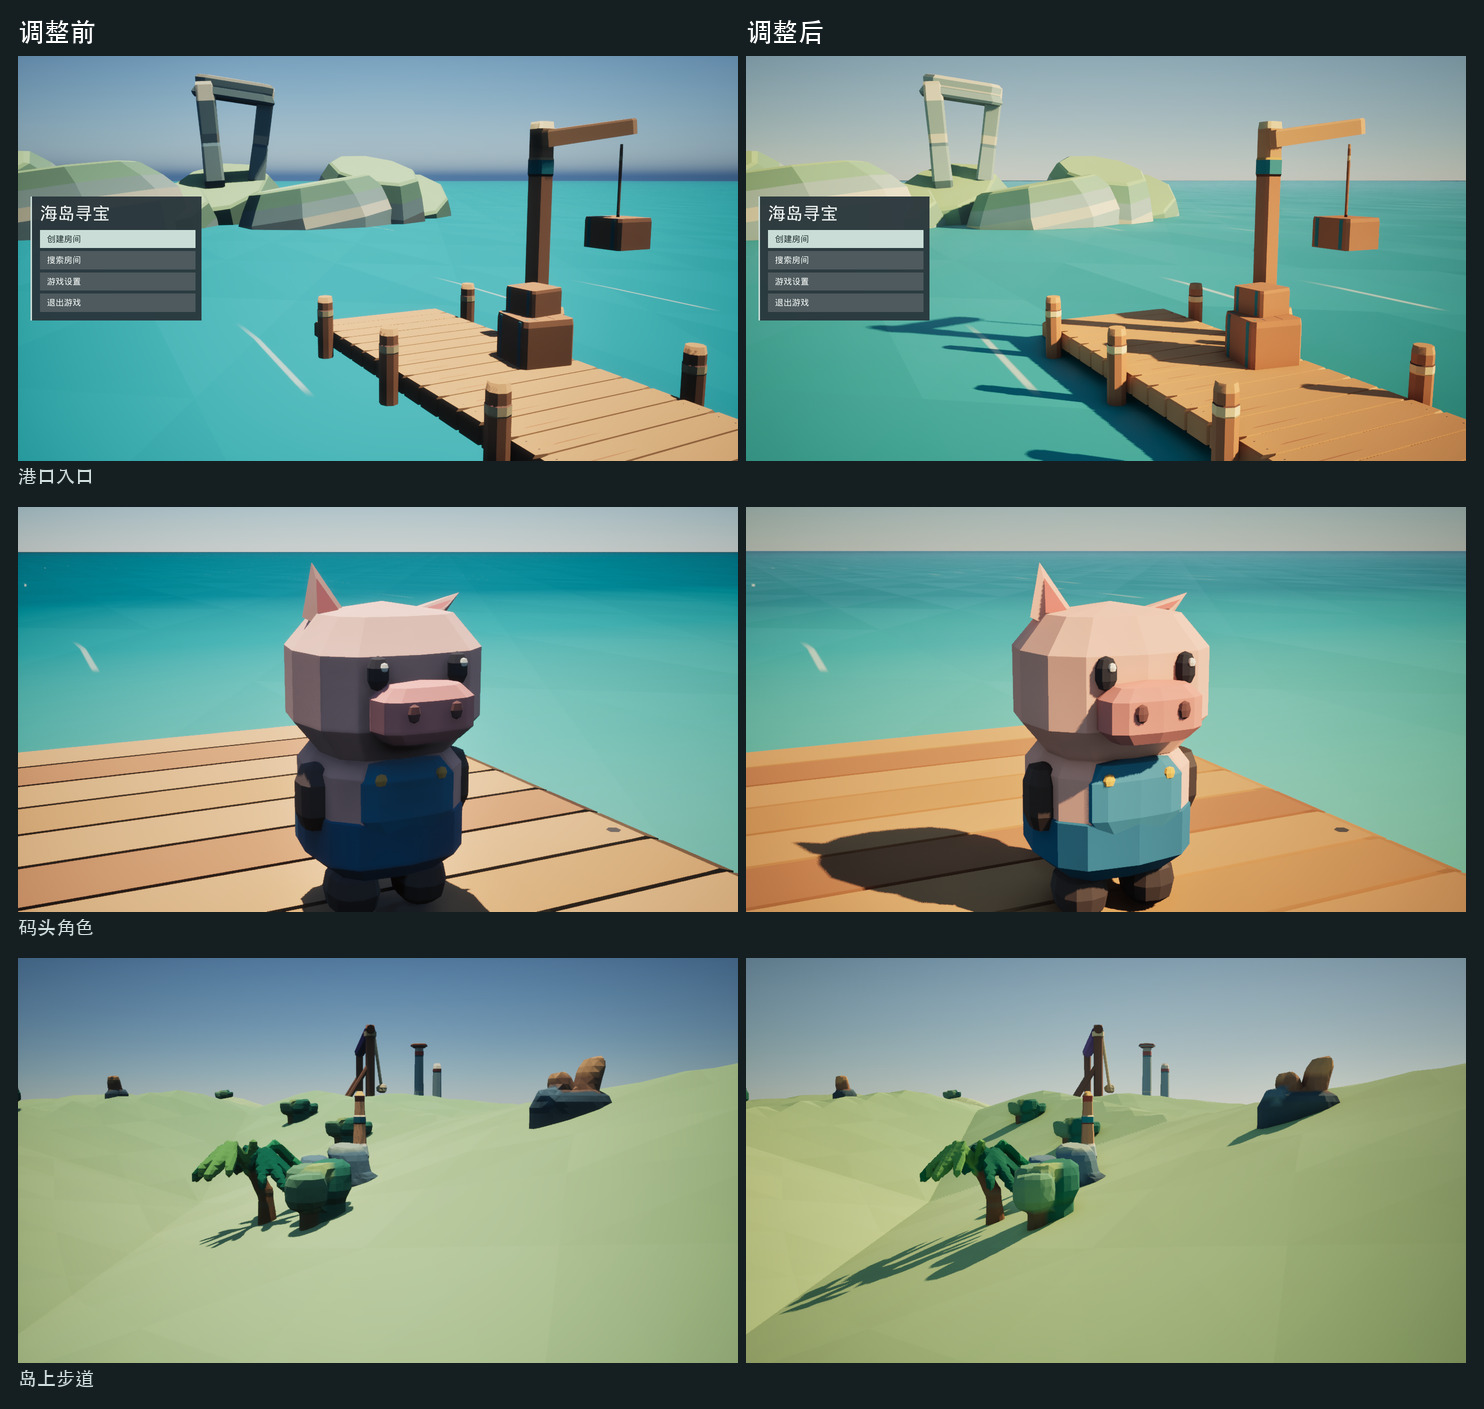 调整前
调整后
海岛寻宝
创建房间
搜索房间
游戏设置
退出游戏
海岛寻宝
创建房间
搜索房间
游戏设置
退出游戏
港口入口
码头角色
岛上步道